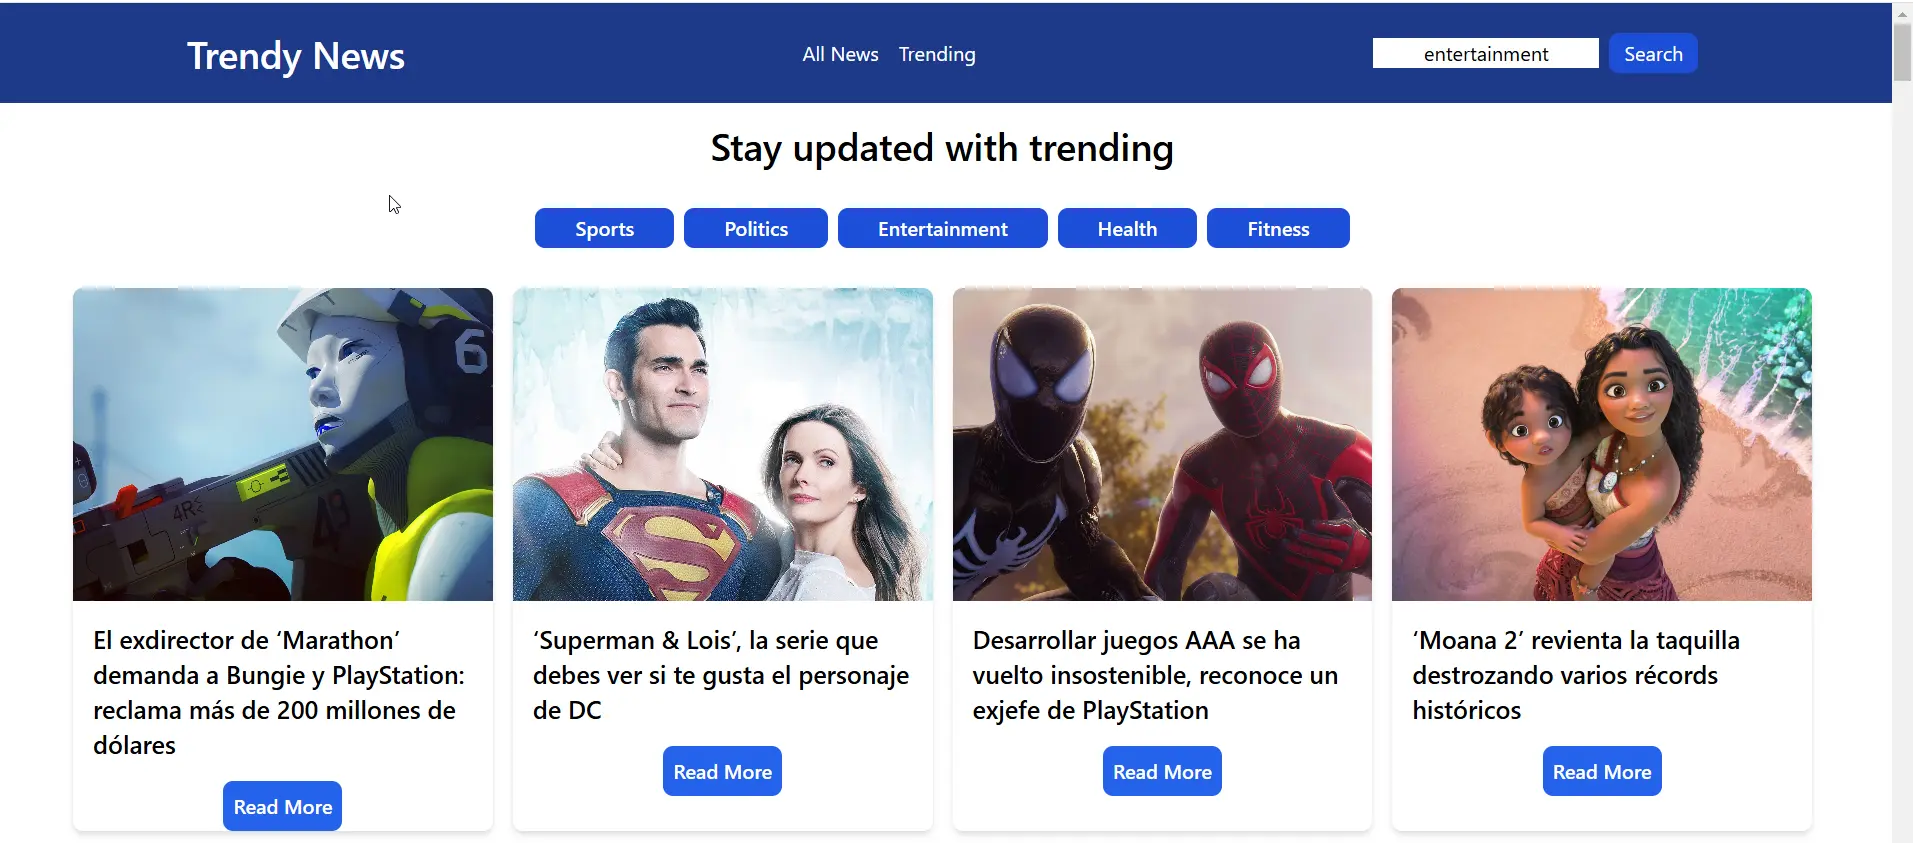 Trendy News
All News Trending
entertainment
Search
Stay updated with trending
Sports
Politics
Entertainment
Health
Fitness
6
4R
49
El exdirector de ‘Marathon’
demanda a Bungie y PlayStation:
reclama más de 200 millones de
dólares
Read More
‘Superman & Lois’, la serie que
debes ver si te gusta el personaje
de DC
Read More
Desarrollar juegos AAA se ha
vuelto insostenible, reconoce un
exjefe de PlayStation
Read More
‘Moana 2’ revienta la taquilla
destrozando varios récords
históricos
Read More